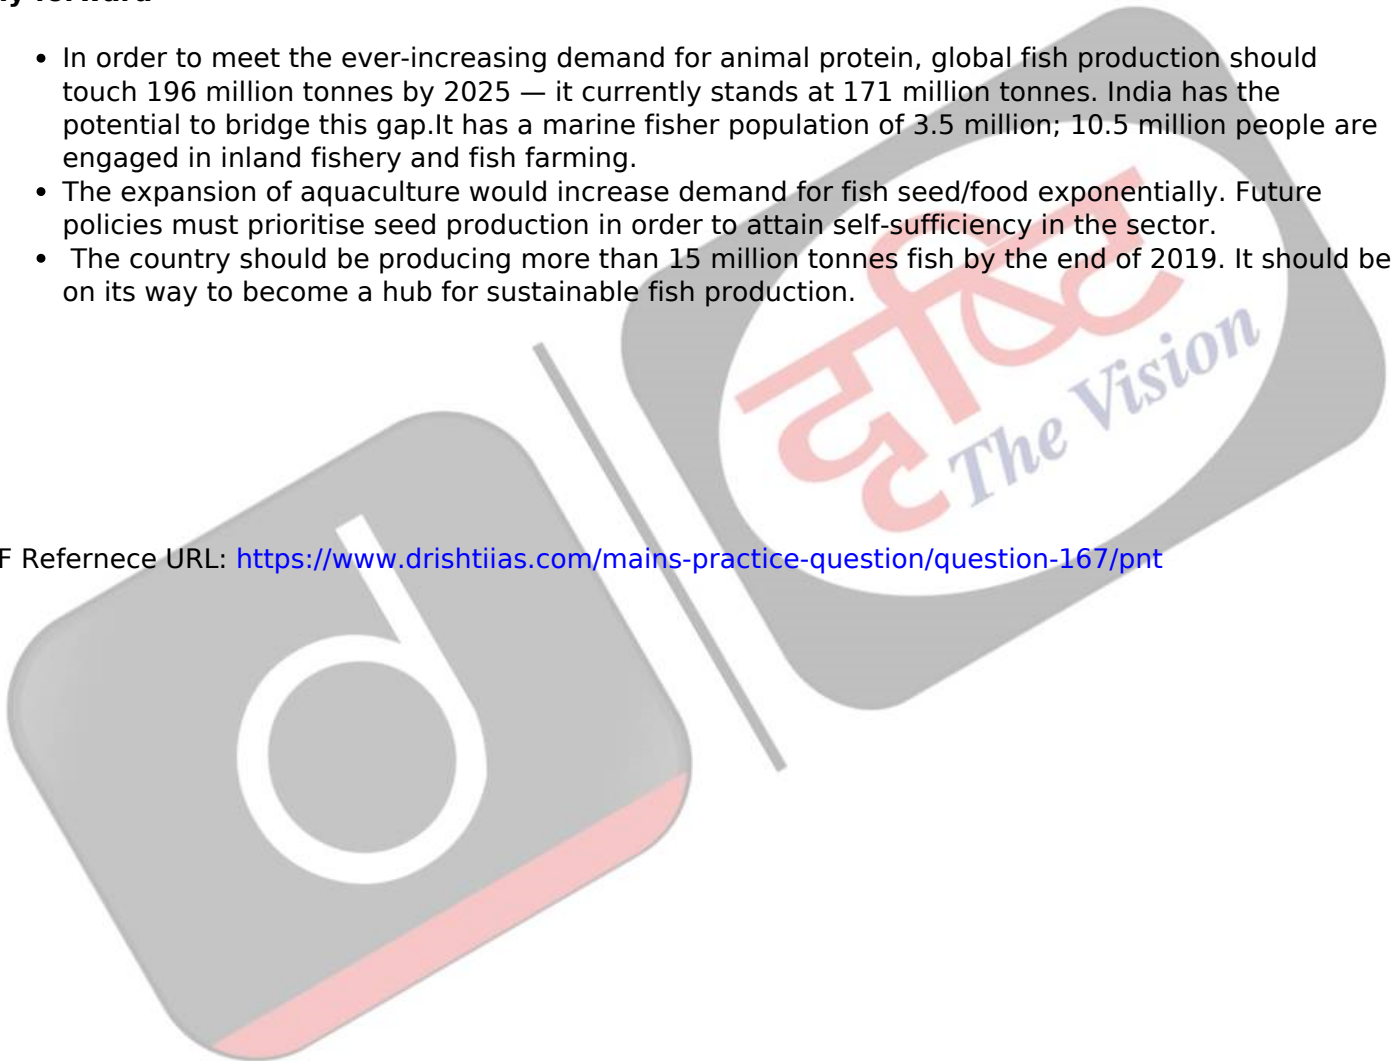 In order to meet the ever-increasing demand for animal protein, global fish production should
touch 196 million tonnes by 2025 — it currently stands at 171 million tonnes. India has the
potential to bridge this gap.It has a marine fisher population of 3.5 million; 10.5 million people are
engaged in inland fishery and fish farming.
The expansion of aquaculture would increase demand for fish seed/food exponentially. Future
policies must prioritise seed production in order to attain self-sufficiency in the sector.
The country should be producing more than 15 million tonnes fish by the end of 2019. It should be
on its way to become a hub for sustainable fish production.
दृष्टि
The Vision
d
F Refernece URL: https://www.drishtiias.com/mains-practice-question/question-167/pnt